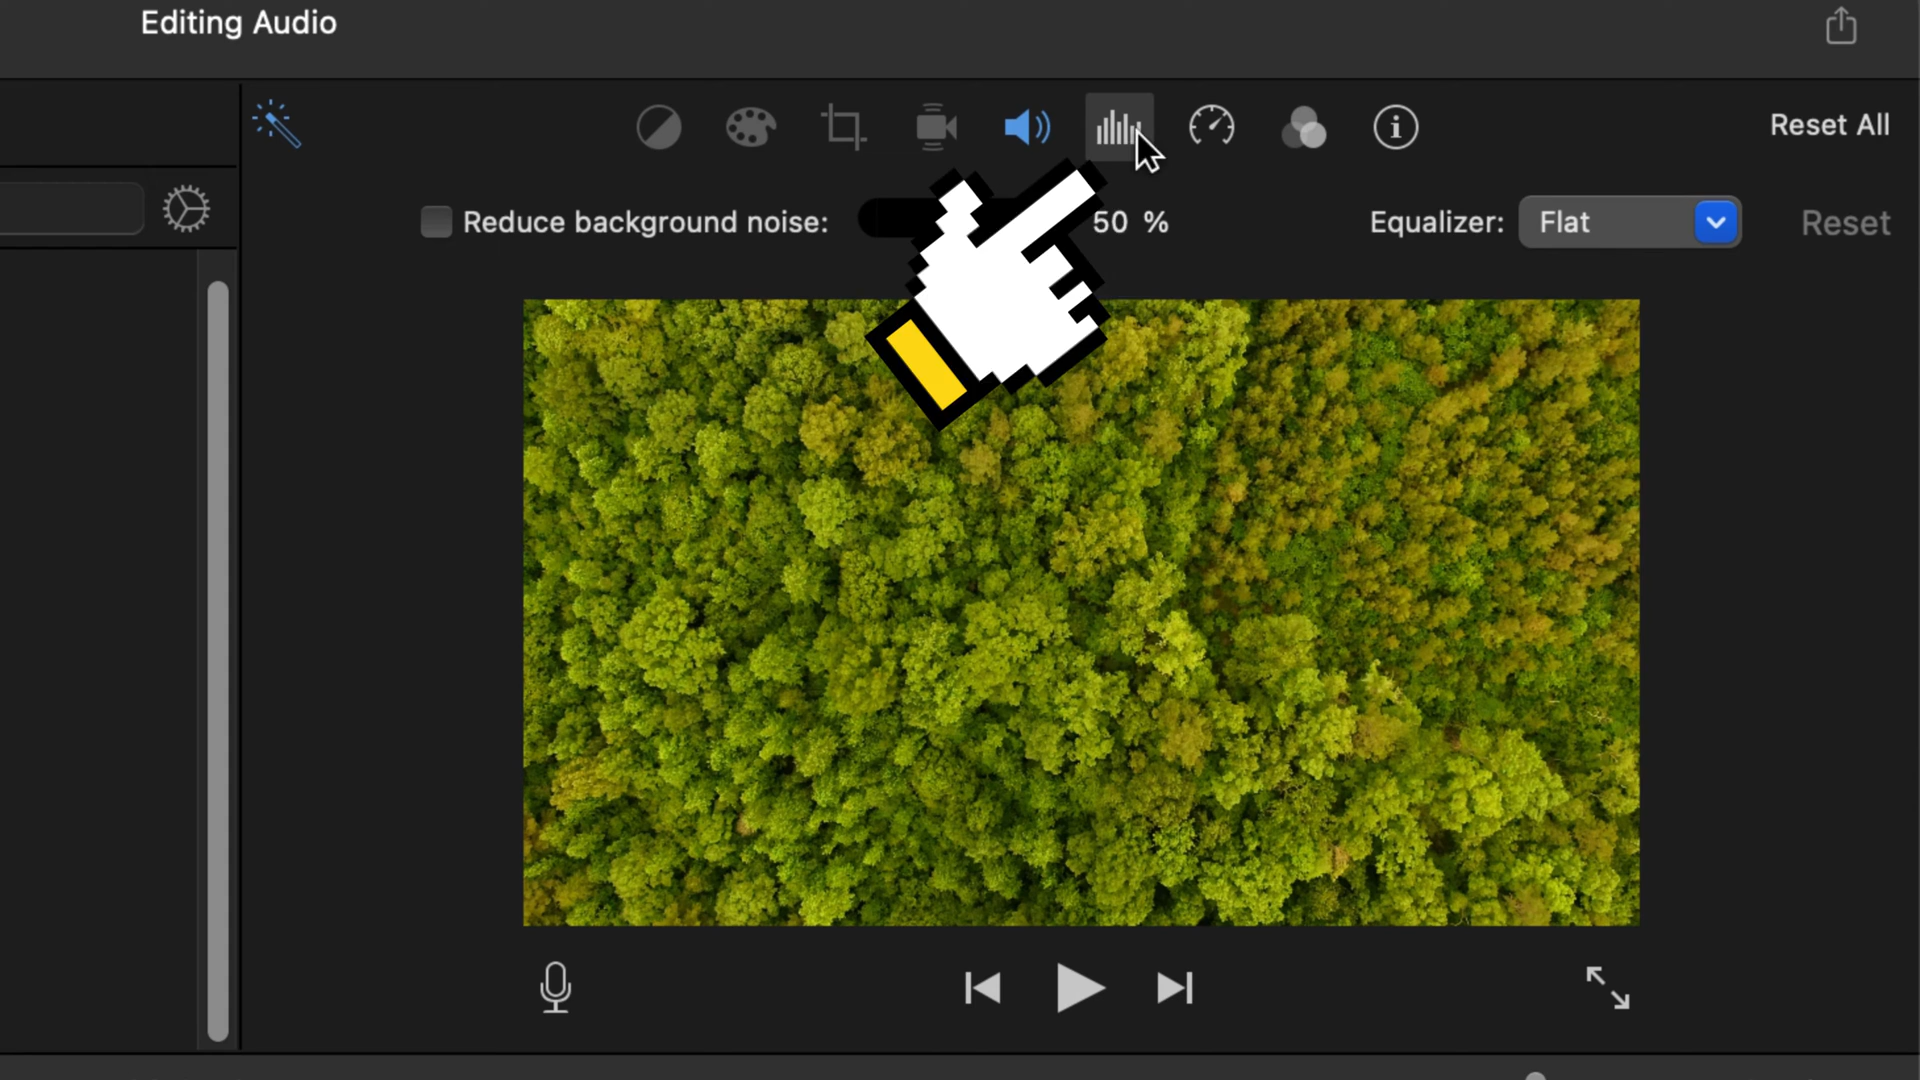 Editing Audio
Reset All
Reduce background noise: 50 % Equalizer: Flat Reset